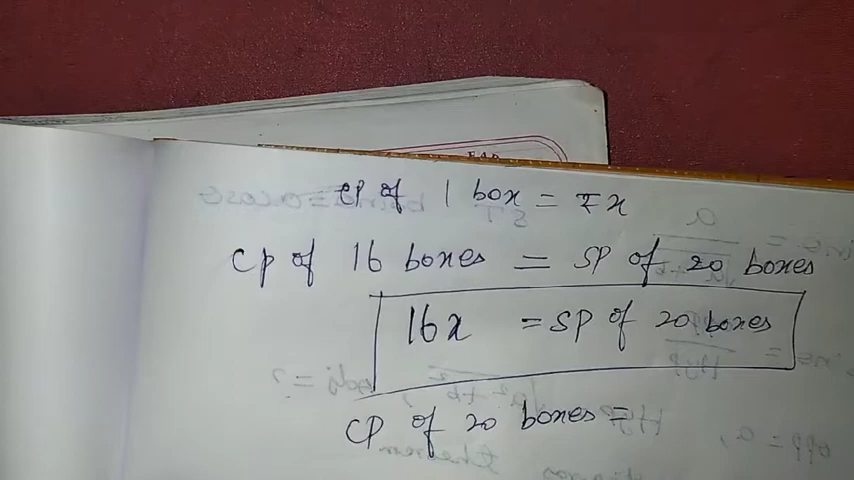 CP of 1 box = ₹x
CP of 16 boxes = SP of 20 boxes
16x = SP of 20 boxes
CP of 20 boxes =